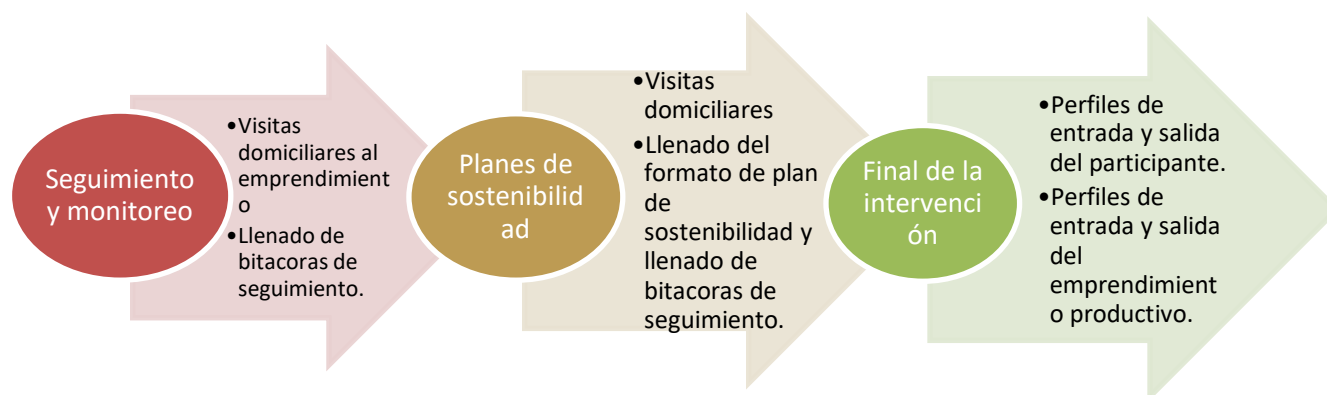 Seguimiento
y monitoreo
•Visitas
domiciliares al
emprendimient
o
•Llenado de
bitacoras de
seguimiento.
Planes de
sostenibilid
ad
•Visitas
domiciliares
•Llenado del
formato de plan
de
sostenibilidad y
llenado de
bitacoras de
seguimiento.
Final de la
intervenci
ón
•Perfiles de
entrada y salida
del participante.
•Perfiles de
entrada y salida
del
emprendimient
o productivo.